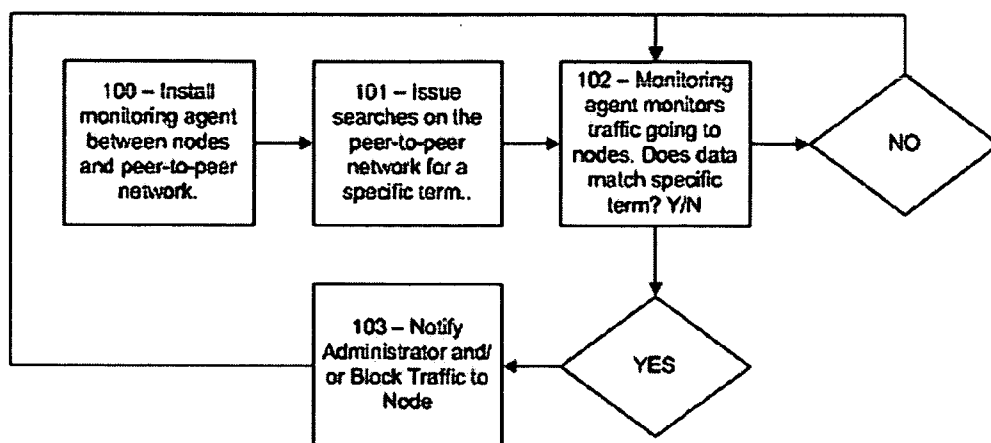 100 – Install
monitoring agent
between nodes
and peer-to-peer
network.
101 – Issue
searches on the
peer-to-peer
network for a
specific term..
102 – Monitoring
agent monitors
traffic going to
nodes. Does data
match specific
term? Y/N
NO
103 – Notify
Administrator and/
or Block Traffic to
Node
YES